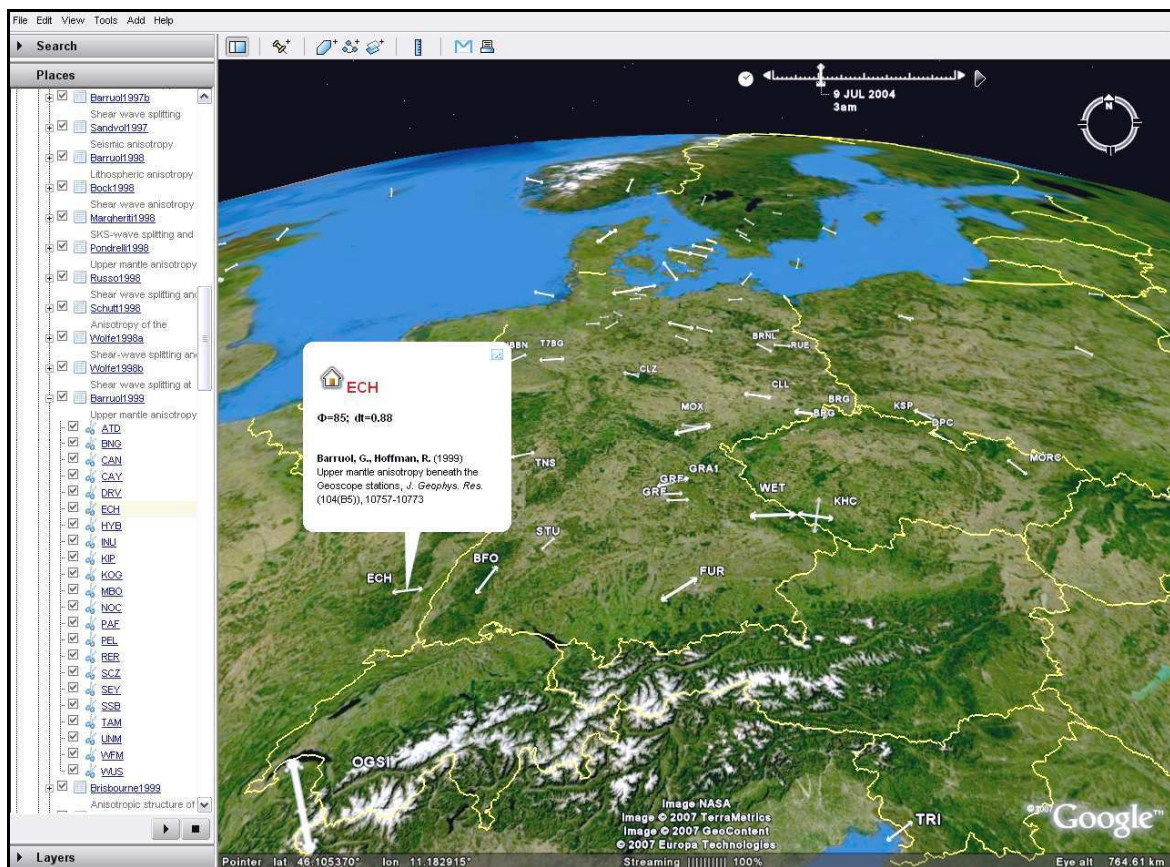 File Edit View Tools Add Help
Search
Places
Barruol1997b
Shear wave splitting
Sandvol1997
Seismic anisotropy
Barruol1998
Lithospheric anisotropy
Bock1998
Shear wave anisotropy
Margheriti1998
SKS-wave splitting and
Pondrelli1998
Upper mantle anisotropy
Russo1998
Shear wave splitting and
Schutt1998
Anisotropy of the
Wolfe1998a
Shear-wave splitting and
Wolfe1998b
Shear wave splitting at
Barruol1999
Upper mantle anisotropy
ATD
BNG
CAN
CAY
DRV
ECH
HYB
INU
KIP
KOG
MBO
NOC
PAF
PEL
RER
SCZ
SEY
SSB
TAM
UNM
WFM
WUS
Brisbourne1999
Anisotropic structure of
Layers
9 JUL 2004
3am
N
T7BG
BRNL
RUE
CLZ
CLL
BRG
BRG
MOX
KSP
DPC
MORC
TNS
GRA1
GRF
GRF
WET
KHC
STU
BFO
ECH
FUR
OGSI
TRI
ECH
Φ=85; dt=0.88
Barruol, G., Hoffman, R. (1999)
Upper mantle anisotropy beneath the
Geoscope stations, J. Geophys. Res.
(104(B5)), 10757-10773
Image NASA
Image © 2007 TerraMetrics
Image © 2007 GeoContent
© 2007 Europa Technologies
© 2007 Google™
Pointer lat 46.105370° lon 11.182915° Streaming |||||||||| 100% Eye alt 764.61 km